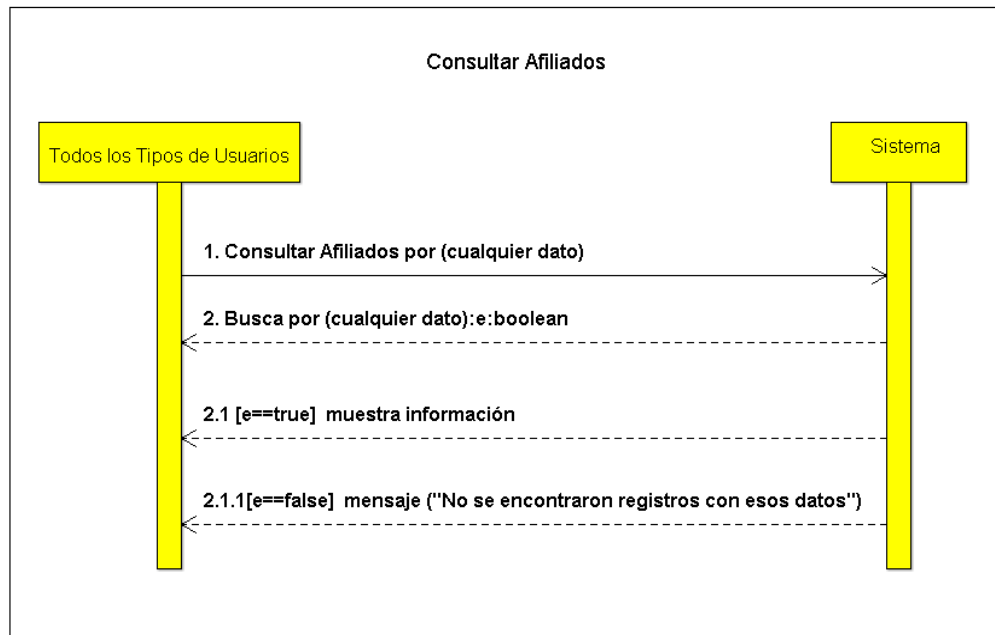 Consultar Afiliados
Todos los Tipos de Usuarios
Sistema
1. Consultar Afiliados por (cualquier dato)
2. Busca por (cualquier dato):e:boolean
2.1 [e==true] muestra información
2.1.1[e==false] mensaje ("No se encontraron registros con esos datos")